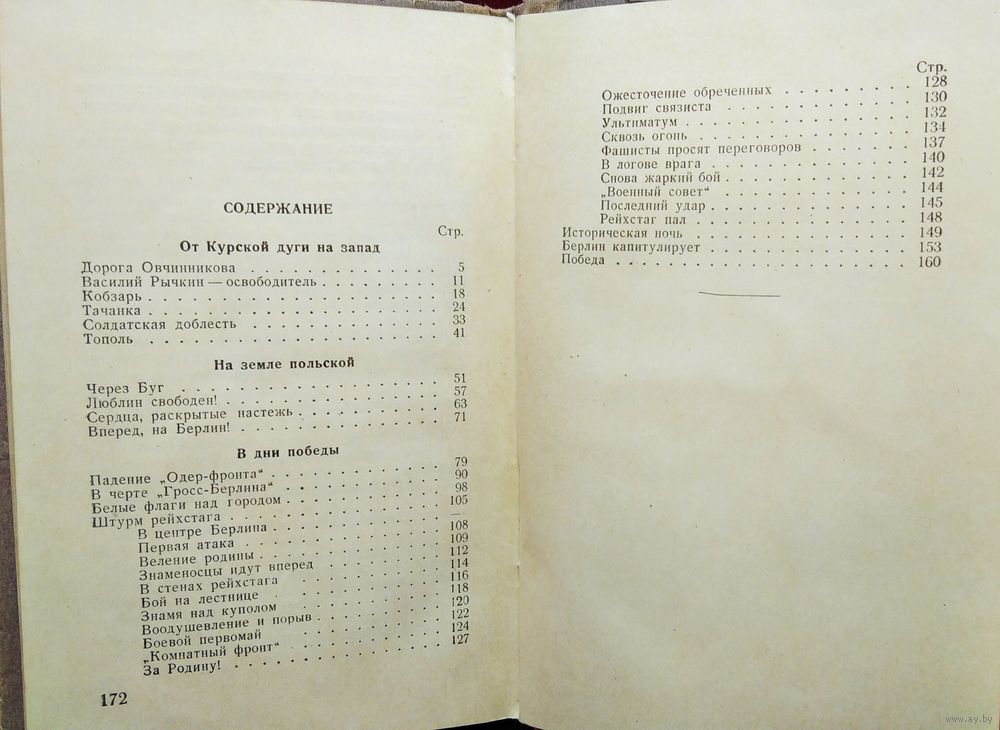 СОДЕРЖАНИЕ
Стр.
От Курской дуги на запад
Дорога Овчинникова . . . . . . . . . . . . . 5
Василий Рычкин — освободитель . . . . . . . . 11
Кобзарь . . . . . . . . . . . . . . . . . . . 18
Тачанка . . . . . . . . . . . . . . . . . . . 24
Солдатская доблесть . . . . . . . . . . . . . 33
Тополь . . . . . . . . . . . . . . . . . . . 41
На земле польской
Через Буг . . . . . . . . . . . . . . . . . . 51
Люблин свободен! . . . . . . . . . . . . . . 57
Сердца, раскрытые настежь . . . . . . . . . . 63
Вперед, на Берлин! . . . . . . . . . . . . . 71
В дни победы
Падение „Одер-фронта“ . . . . . . . . . . . . 79
В черте „Гросс-Берлина“ . . . . . . . . . . . 90
Белые флаги над городом . . . . . . . . . . . 98
Штурм рейхстага . . . . . . . . . . . . . . . 105
В центре Берлина . . . . . . . . . . . . —
Первая атака . . . . . . . . . . . . . . 108
Веление родины . . . . . . . . . . . . . 109
Знаменосцы идут вперед . . . . . . . . . 112
В стенах рейхстага . . . . . . . . . . . 114
Бой на лестнице . . . . . . . . . . . . 116
Знамя над куполом . . . . . . . . . . . 118
Воодушевление и порыв . . . . . . . . . 120
Боевой первомай . . . . . . . . . . . . 122
„Комнатный фронт“ . . . . . . . . . . . 124
За Родину! . . . . . . . . . . . . . . . 127
172
Стр.
Ожесточение обреченных . . . . . . . . . 128
Подвиг связиста . . . . . . . . . . . . 130
Ультиматум . . . . . . . . . . . . . . . 132
Сквозь огонь . . . . . . . . . . . . . . 134
Фашисты просят переговоров . . . . . . . 137
В логове врага . . . . . . . . . . . . . 140
Снова жаркий бой . . . . . . . . . . . . 142
„Военный совет“ . . . . . . . . . . . . 144
Последний удар . . . . . . . . . . . . . 145
Рейхстаг пал . . . . . . . . . . . . . . 148
Историческая ночь . . . . . . . . . . . . . . 149
Берлин капитулирует . . . . . . . . . . . . . 153
Победа . . . . . . . . . . . . . . . . . . . 160
www.ay.by